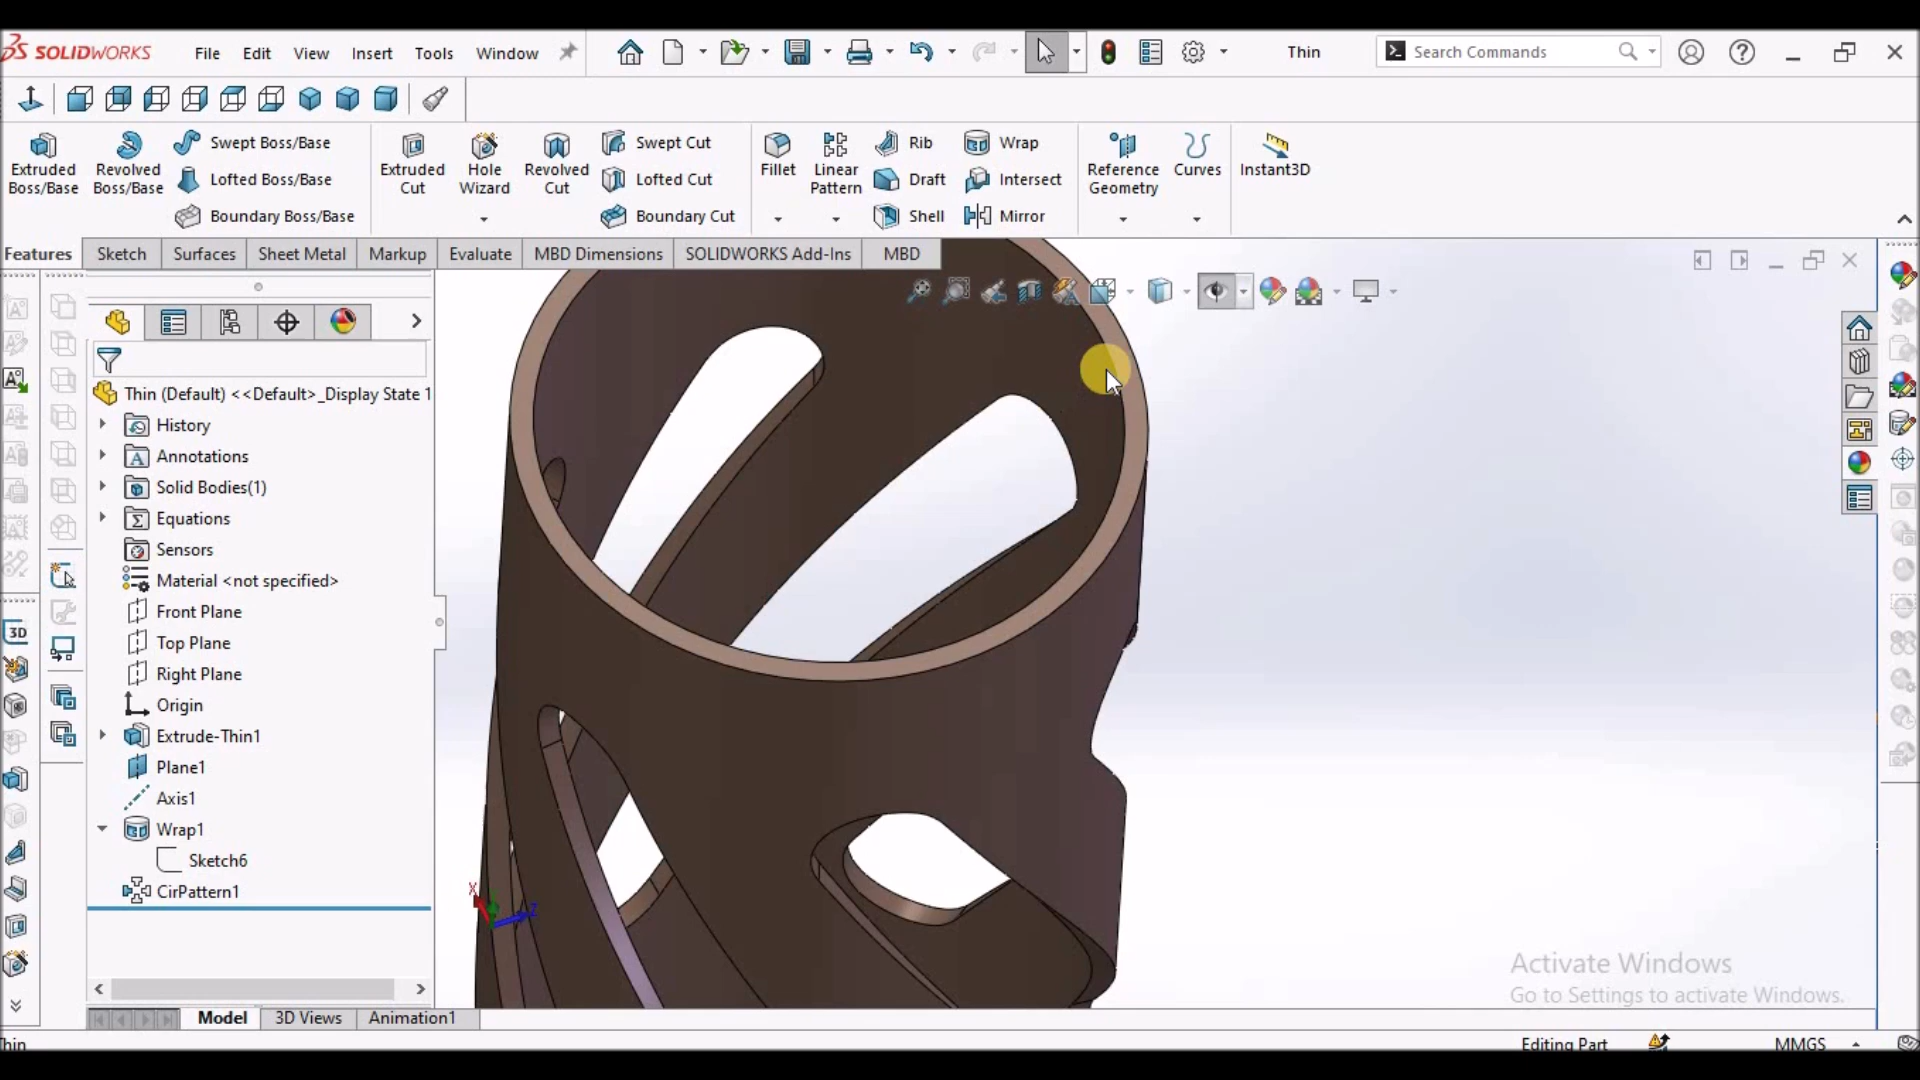 SOLIDWORKS File Edit View Insert Tools Window Thin Search Commands
Extruded Boss/Base
Revolved Boss/Base
Swept Boss/Base
Lofted Boss/Base
Boundary Boss/Base
Extruded Cut
Hole Wizard
Revolved Cut
Swept Cut
Lofted Cut
Boundary Cut
Fillet
Linear Pattern
Rib
Draft
Shell
Wrap
Intersect
Mirror
Reference Geometry
Curves
Instant3D
Features Sketch Surfaces Sheet Metal Markup Evaluate MBD Dimensions SOLIDWORKS Add-Ins MBD
Thin (Default) <<Default>_Display State 1
History
Annotations
Solid Bodies(1)
Equations
Sensors
Material <not specified>
Front Plane
Top Plane
Right Plane
Origin
Extrude-Thin1
Plane1
Axis1
Wrap1
Sketch6
CirPattern1
3D
X
Z
Activate Windows
Go to Settings to activate Windows.
Model 3D Views Animation1
Editing Part MMGS